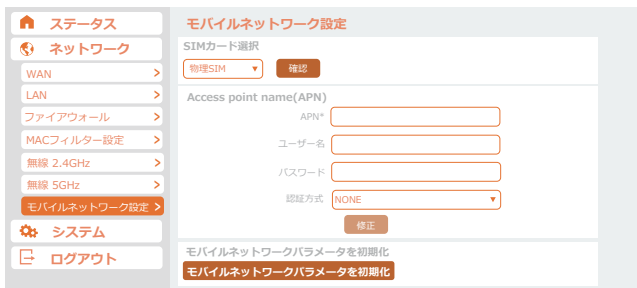 ステータス
ネットワーク
WAN
LAN
ファイアウォール
MACフィルター設定
無線 2.4GHz
無線 5GHz
モバイルネットワーク設定
システム
ログアウト
モバイルネットワーク設定
SIMカード選択
物理SIM
確認
Access point name(APN)
APN*
ユーザー名
パスワード
認証方式 NONE
修正
モバイルネットワークパラメータを初期化
モバイルネットワークパラメータを初期化